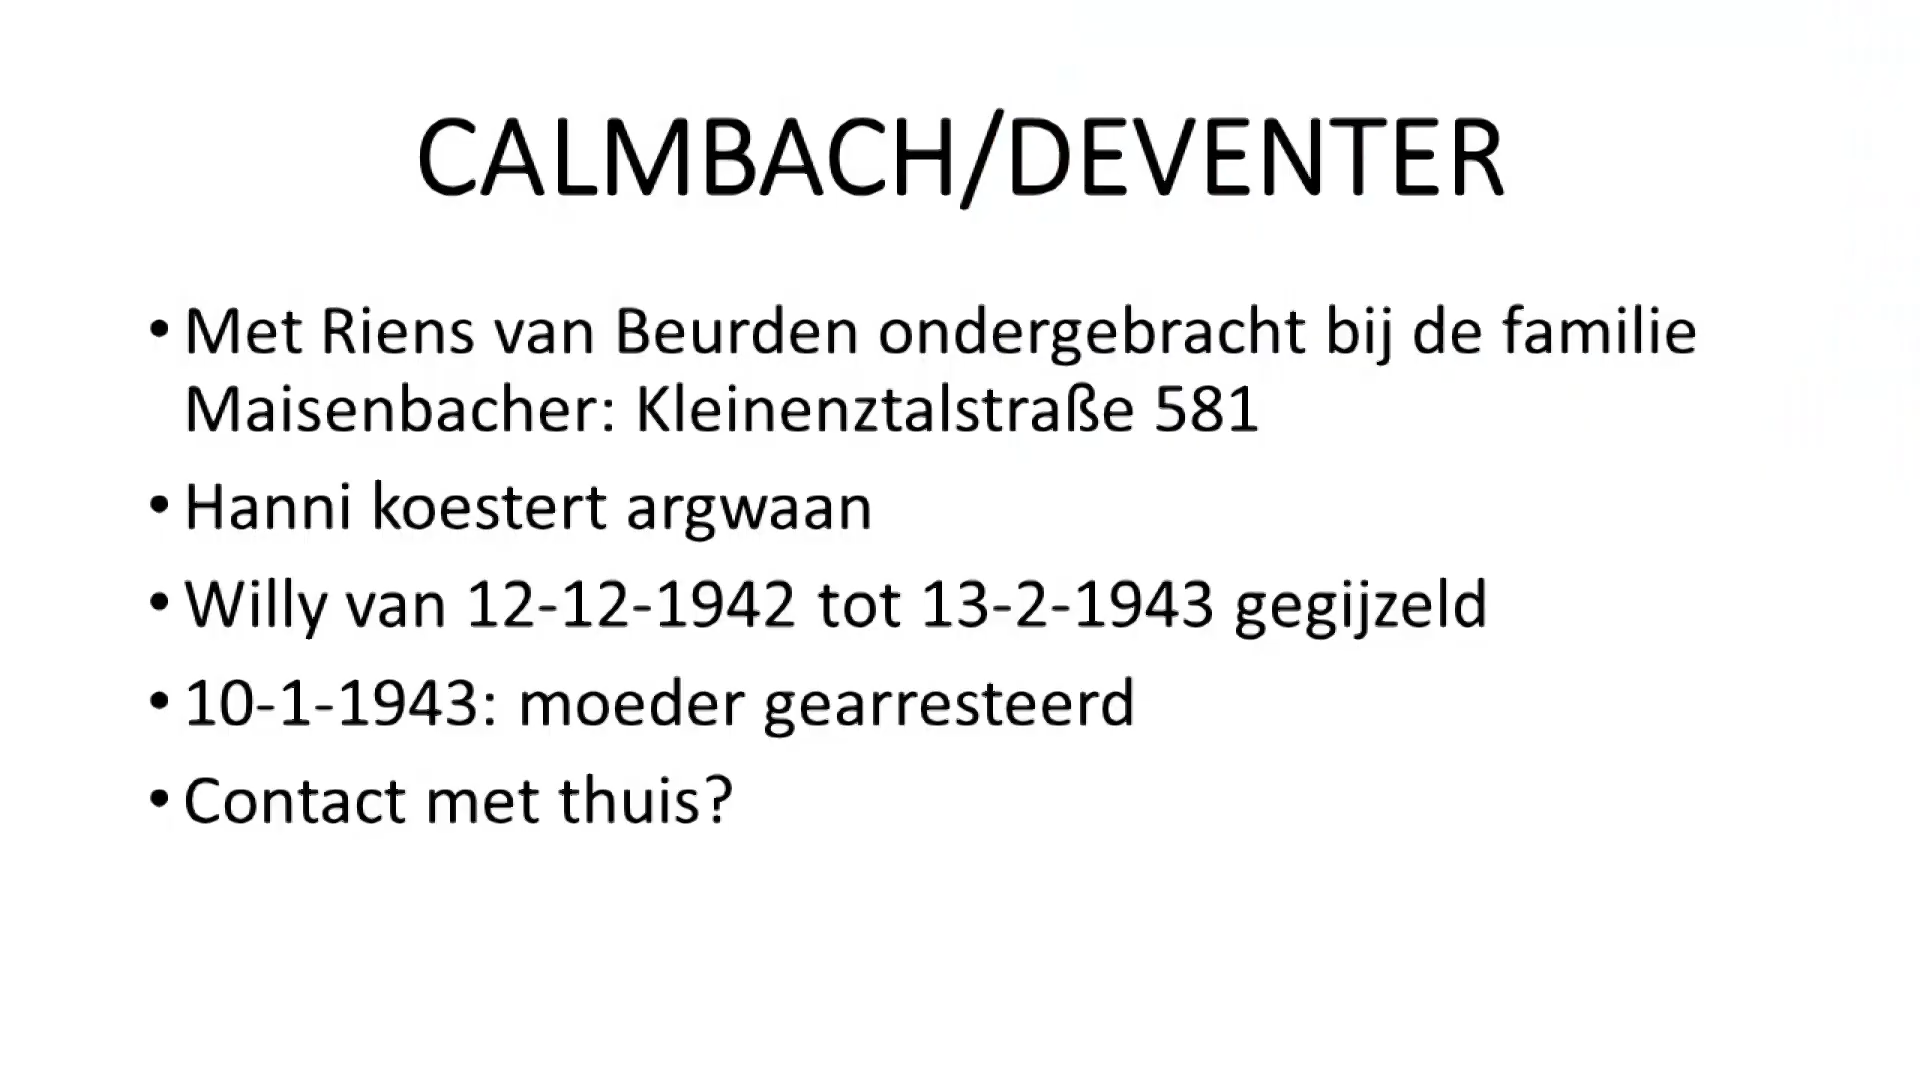 CALMBACH/DEVENTER
• Met Riens van Beurden ondergebracht bij de familie
Maisenbacher: Kleinenztalstraße 581
• Hanni koestert argwaan
• Willy van 12-12-1942 tot 13-2-1943 gegijzeld
• 10-1-1943: moeder gearresteerd
• Contact met thuis?